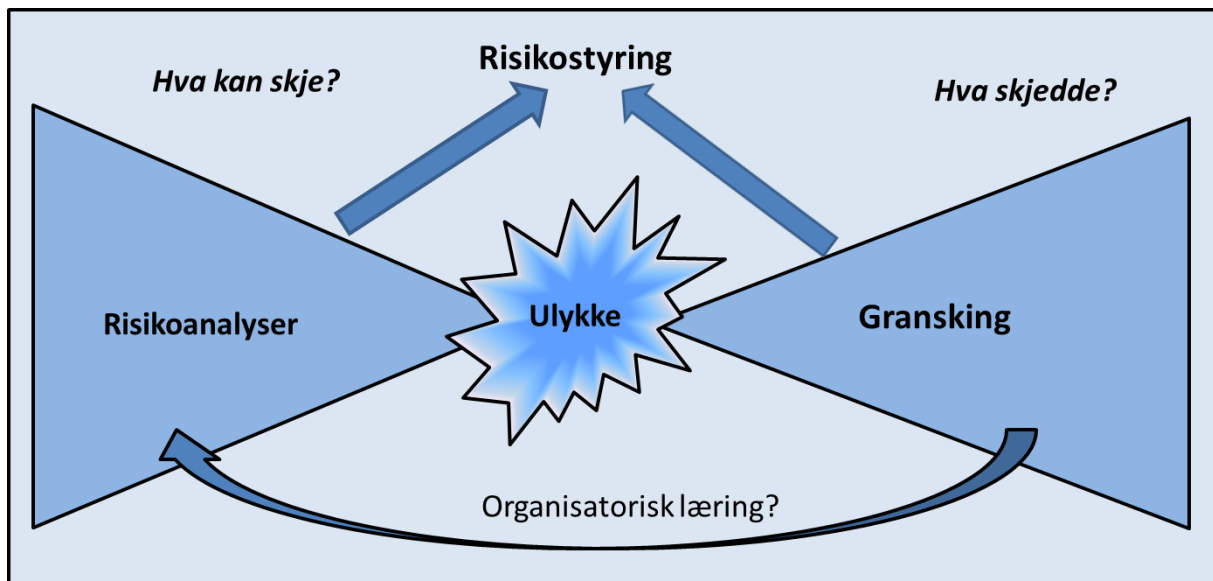 Risikostyring
Hva kan skje?
Hva skjedde?
Risikoanalyser
Ulykke
Gransking
Organisatorisk læring?